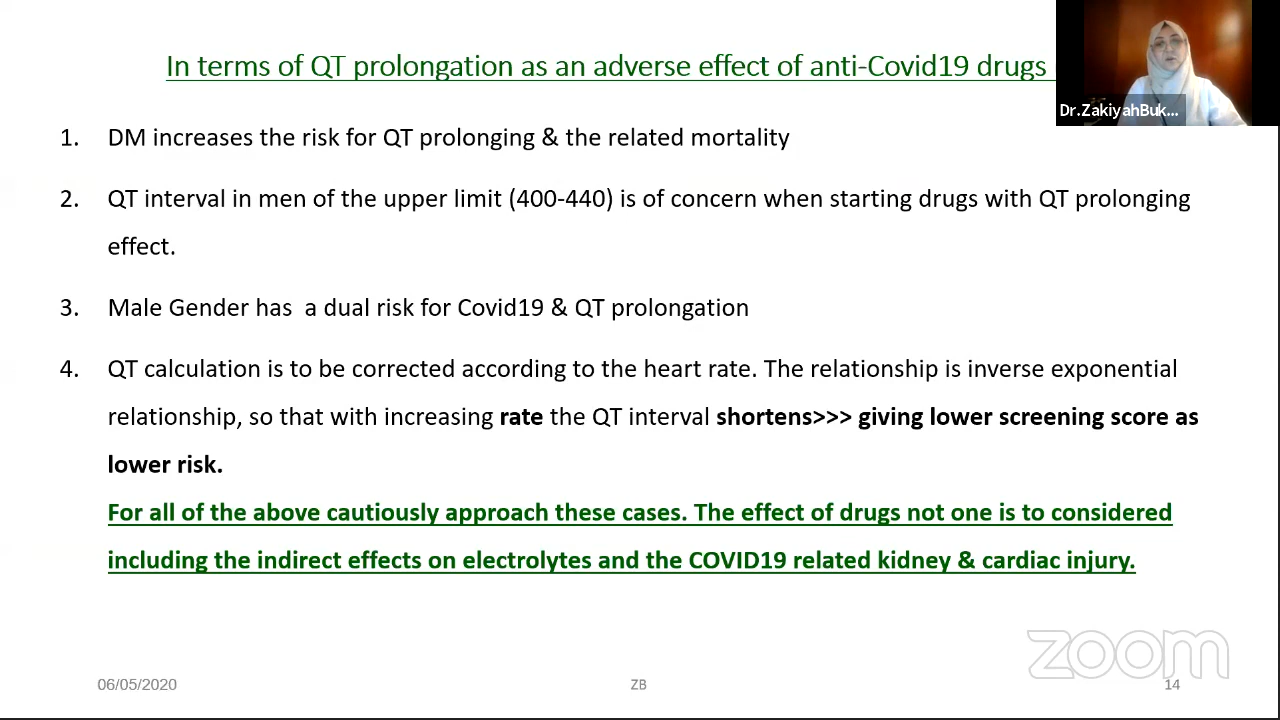 In terms of QT prolongation as an adverse effect of anti-Covid19 drugs
Dr.ZakiyahBuk...
1. DM increases the risk for QT prolonging & the related mortality
2. QT interval in men of the upper limit (400-440) is of concern when starting drugs with QT prolonging
effect.
3. Male Gender has  a dual risk for Covid19 & QT prolongation
4. QT calculation is to be corrected according to the heart rate. The relationship is inverse exponential
relationship, so that with increasing rate the QT interval shortens>>> giving lower screening score as
lower risk.
For all of the above cautiously approach these cases. The effect of drugs not one is to considered
including the indirect effects on electrolytes and the COVID19 related kidney & cardiac injury.
zoom
06/05/2020 ZB 14